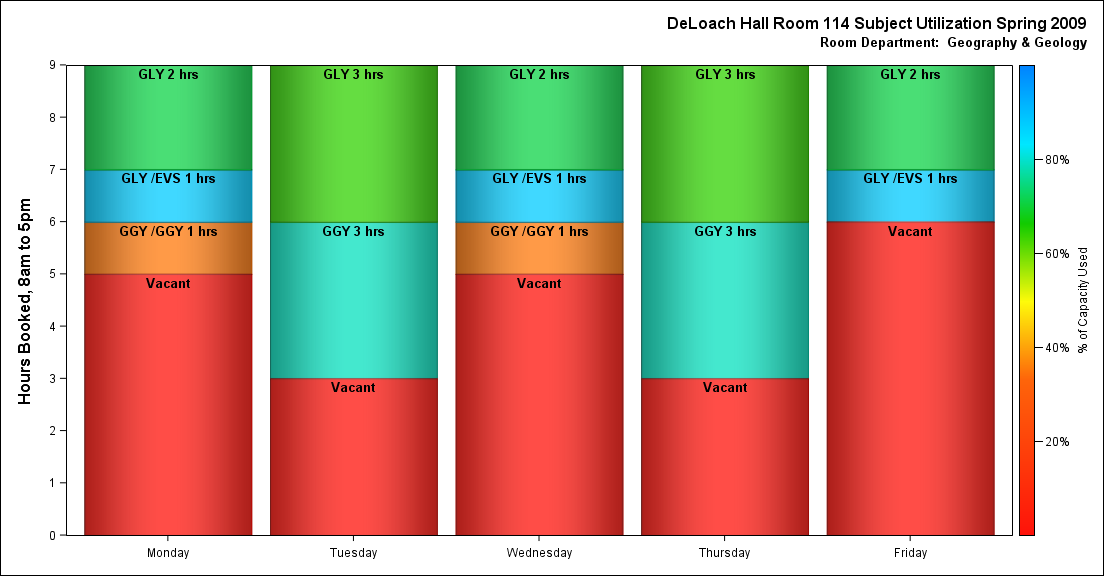 DeLoach Hall Room 114 Subject Utilization Spring 2009
Room Department: Geography & Geology
Hours Booked, 8am to 5pm
9
8
7
6
5
4
3
2
1
0
GLY 2 hrs
GLY /EVS 1 hrs
GGY /GGY 1 hrs
Vacant
GLY 3 hrs
GGY 3 hrs
Vacant
GLY 2 hrs
GLY /EVS 1 hrs
GGY /GGY 1 hrs
Vacant
GLY 3 hrs
GGY 3 hrs
Vacant
GLY 2 hrs
GLY /EVS 1 hrs
Vacant
Monday
Tuesday
Wednesday
Thursday
Friday
80%
60%
40%
20%
% of Capacity Used